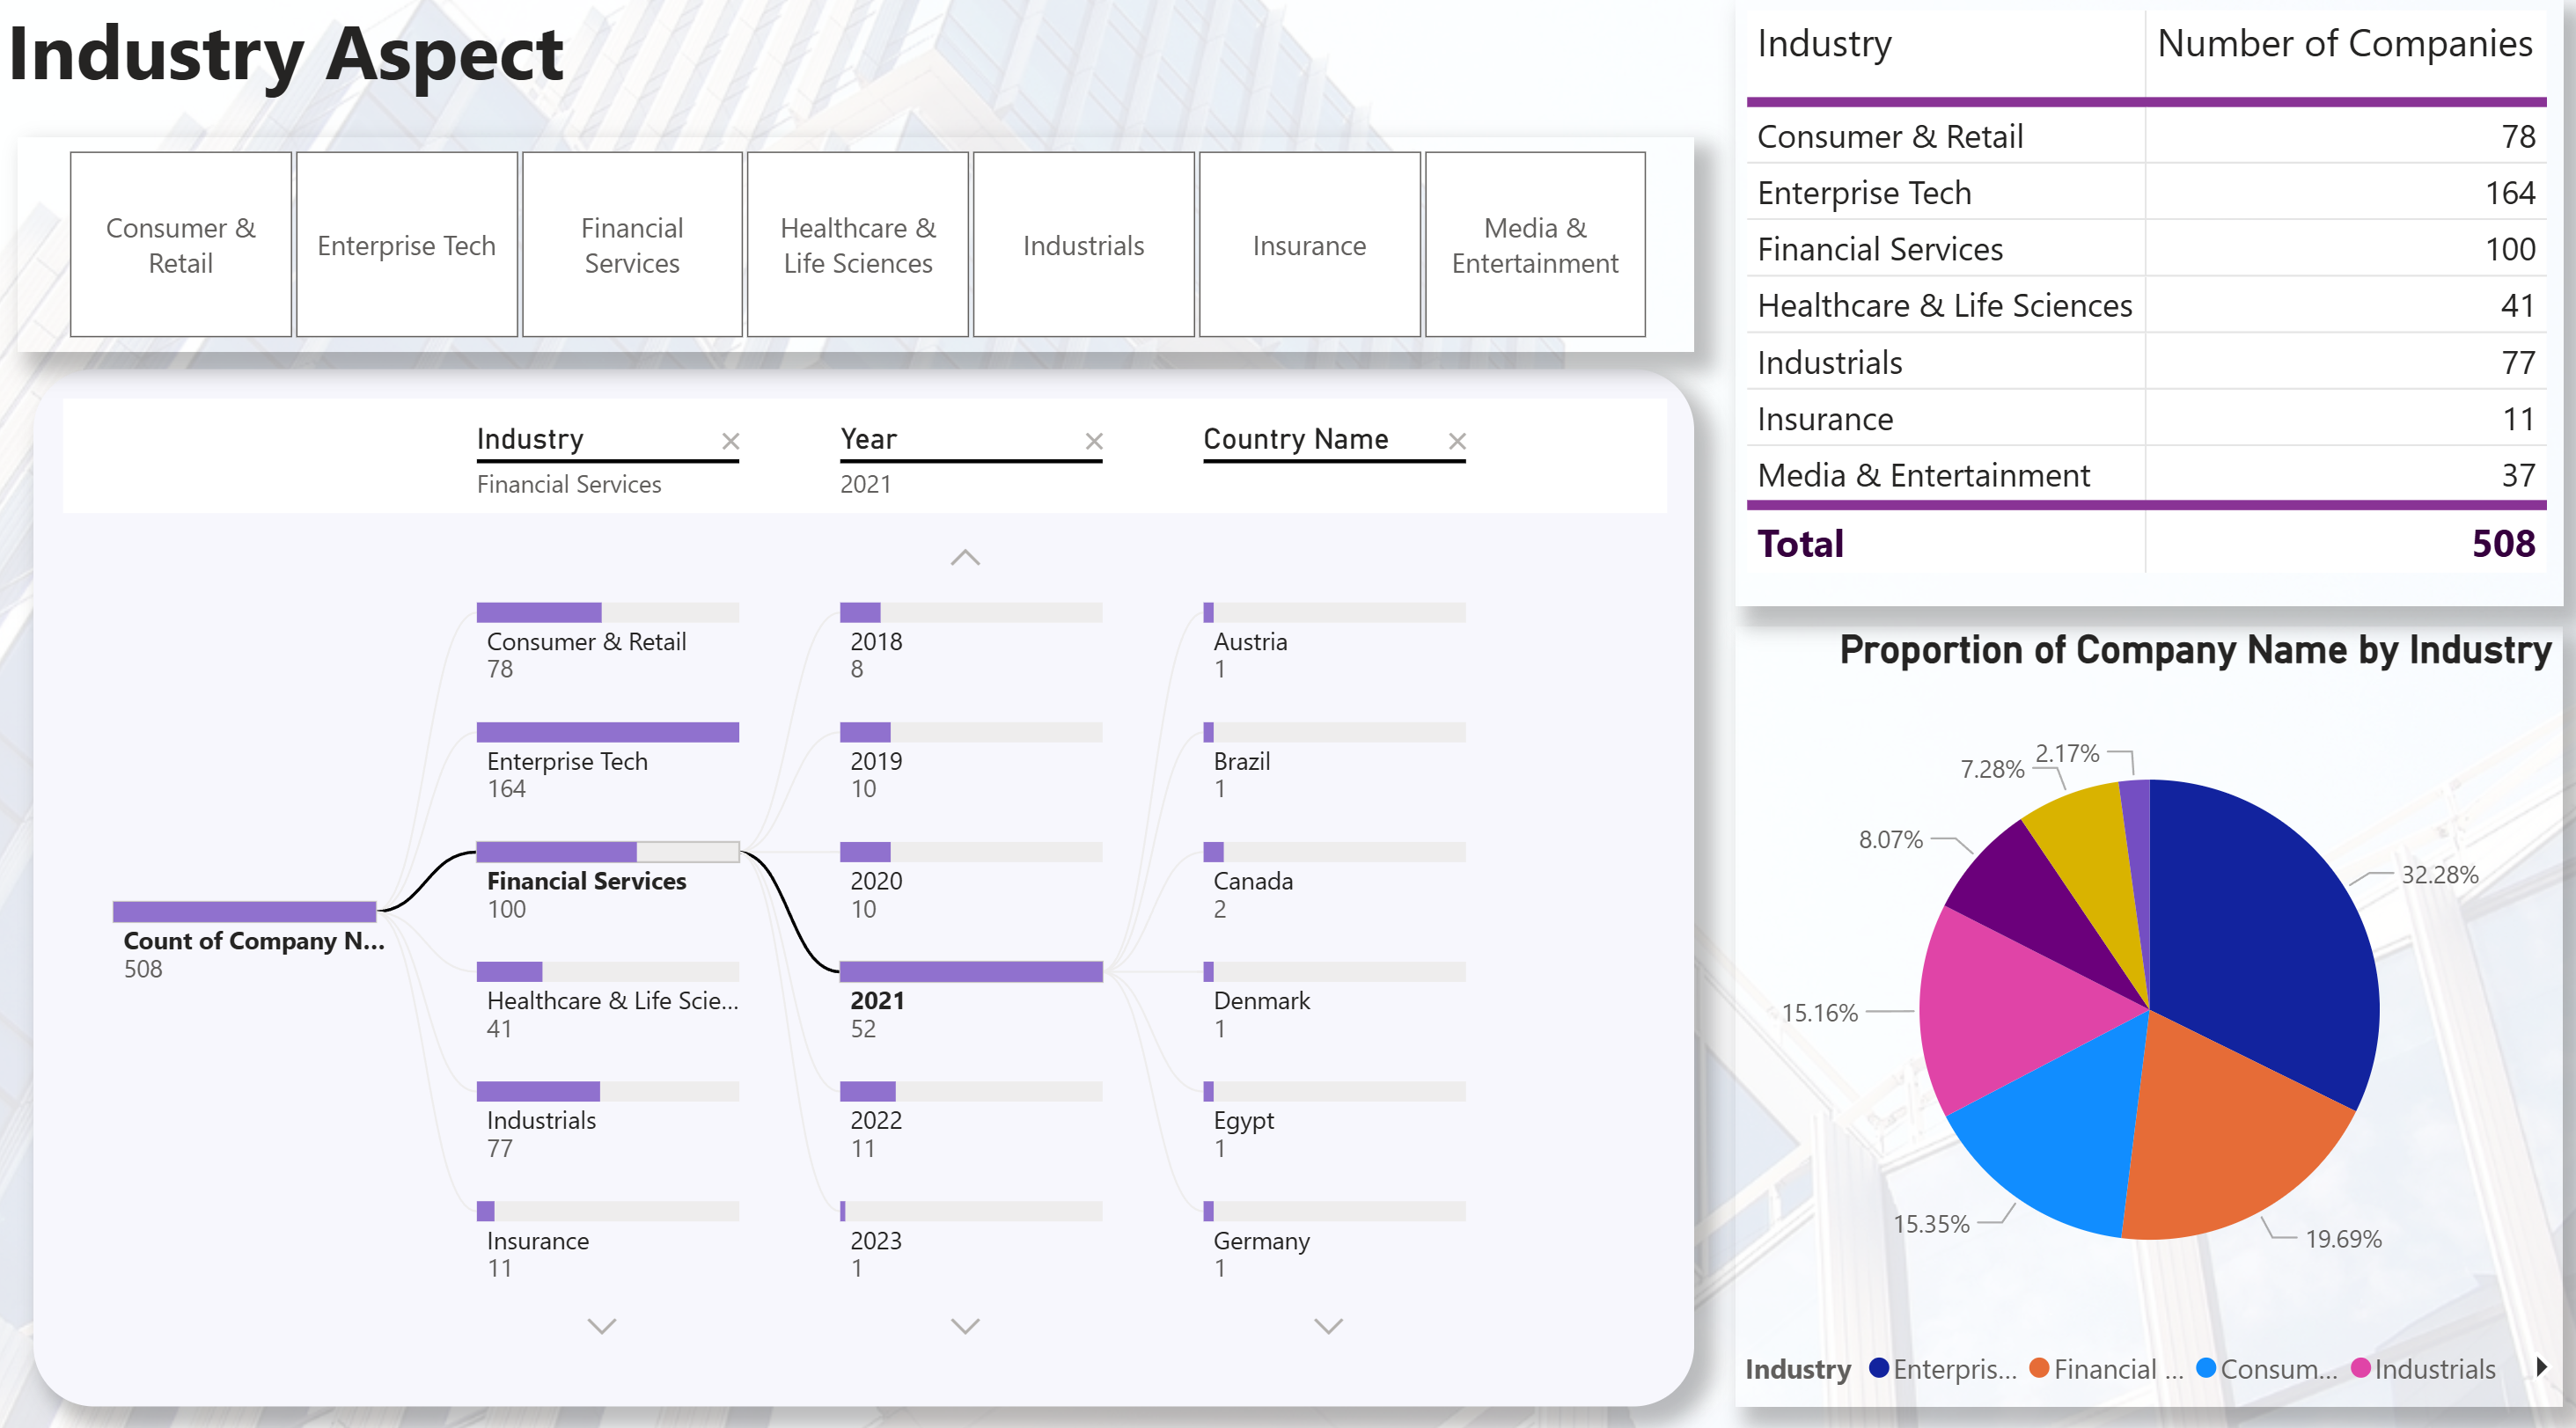 Industry Aspect
Consumer &
Retail
Enterprise Tech
Financial
Services
Healthcare &
Life Sciences
Industrials
Insurance
Media &
Entertainment
Industry
Financial Services
Year
2021
Country Name
Count of Company N...
508
Consumer & Retail
78
Enterprise Tech
164
Financial Services
100
Healthcare & Life Scie...
41
Industrials
77
Insurance
11
2018
8
2019
10
2020
10
2021
52
2022
11
2023
1
Austria
1
Brazil
1
Canada
2
Denmark
1
Egypt
1
Germany
1
Industry Number of Companies
Consumer & Retail 78
Enterprise Tech 164
Financial Services 100
Healthcare & Life Sciences 41
Industrials 77
Insurance 11
Media & Entertainment 37
Total 508
Proportion of Company Name by Industry
2.17%
7.28%
8.07%
32.28%
15.16%
15.35%
19.69%
Industry Enterpris... Financial ... Consum... Industrials